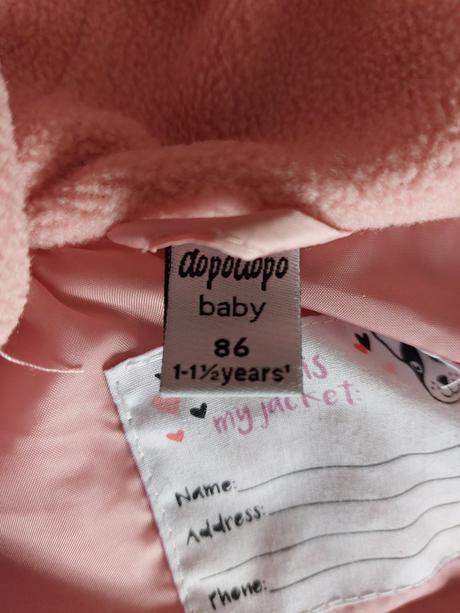 dopodopo
baby
86
1-1½years'
is
my jacket:
Name:
Address:
Phone: